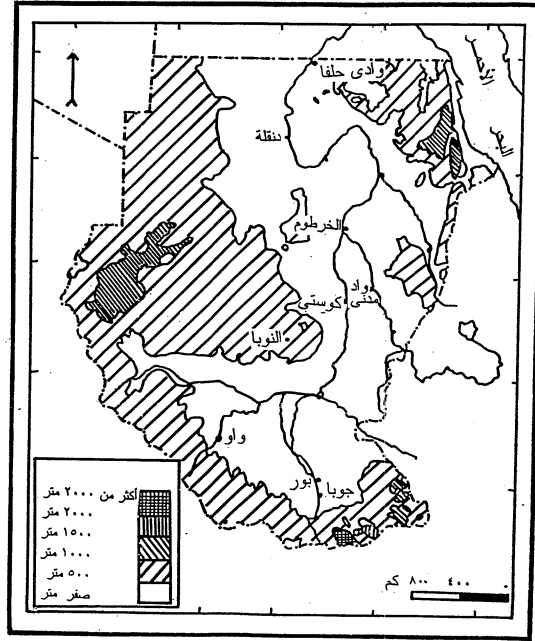 وادى حلفا
البحر
دنقلة
الخرطوم
واد
مدنى
كوستى
النوبا
واو
بور
جوبا
أكثر من ٢٠٠٠ متر
٢٠٠٠ متر
١٥٠٠ متر
١٠٠٠ متر
٥٠٠ متر
صفر متر
٤٠٠ ٨٠٠ كم